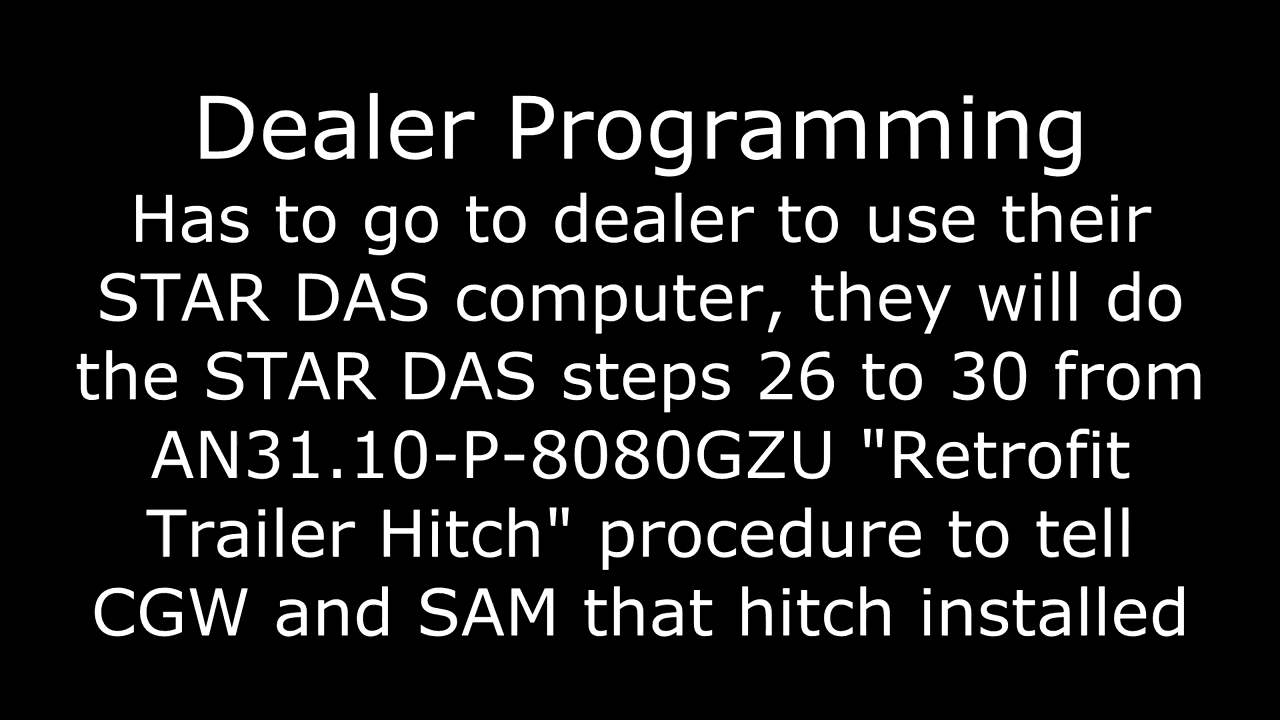 Dealer Programming
Has to go to dealer to use their
STAR DAS computer, they will do
the STAR DAS steps 26 to 30 from
AN31.10-P-8080GZU "Retrofit
Trailer Hitch" procedure to tell
CGW and SAM that hitch installed